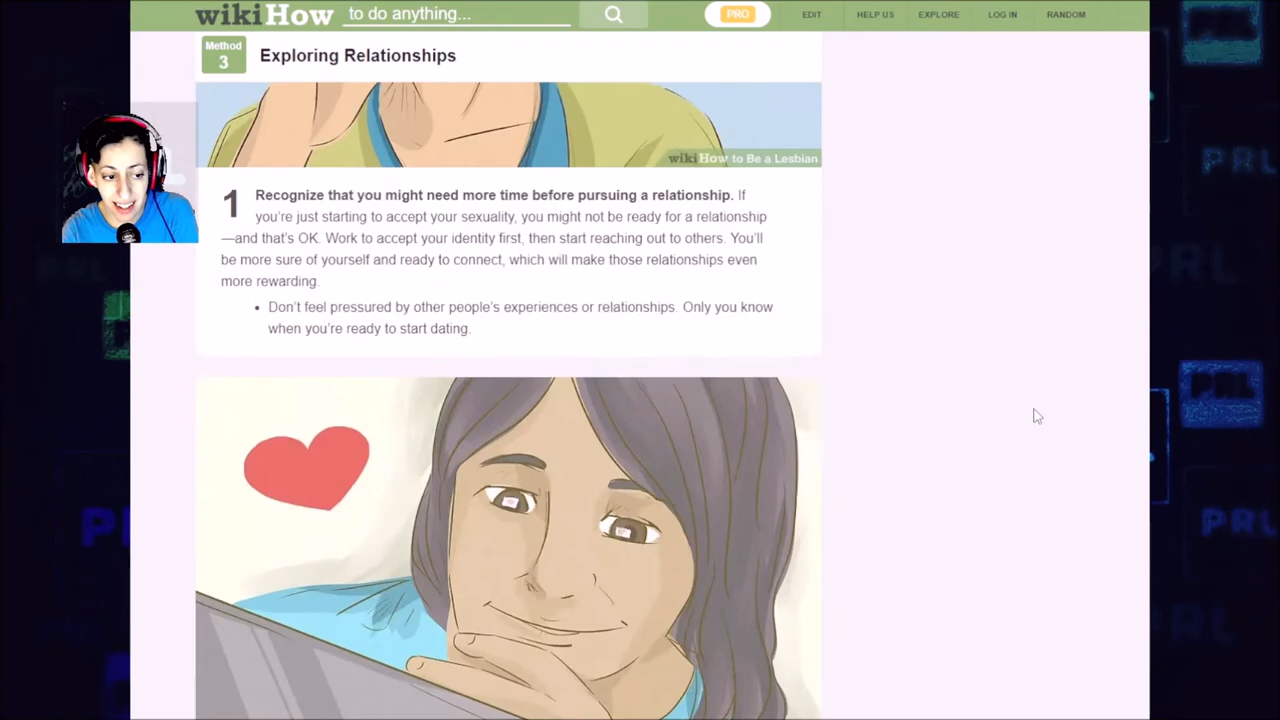 wikiHow to do anything... PRO EDIT HELP US EXPLORE LOG IN RANDOM
Method
3
Exploring Relationships
wikiHow to Be a Lesbian
1 Recognize that you might need more time before pursuing a relationship. If
you're just starting to accept your sexuality, you might not be ready for a relationship
—and that's OK. Work to accept your identity first, then start reaching out to others. You'll
be more sure of yourself and ready to connect, which will make those relationships even
more rewarding.
• Don't feel pressured by other people's experiences or relationships. Only you know
when you're ready to start dating.
PRL
PRL
PRL
PRL
PRL